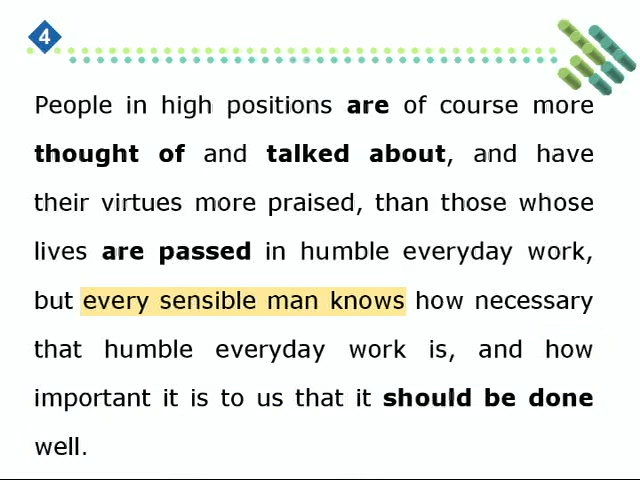 4
People in high positions are of course more
thought of and talked about, and have
their virtues more praised, than those whose
lives are passed in humble everyday work,
but every sensible man knows how necessary
that humble everyday work is, and how
important it is to us that it should be done
well.